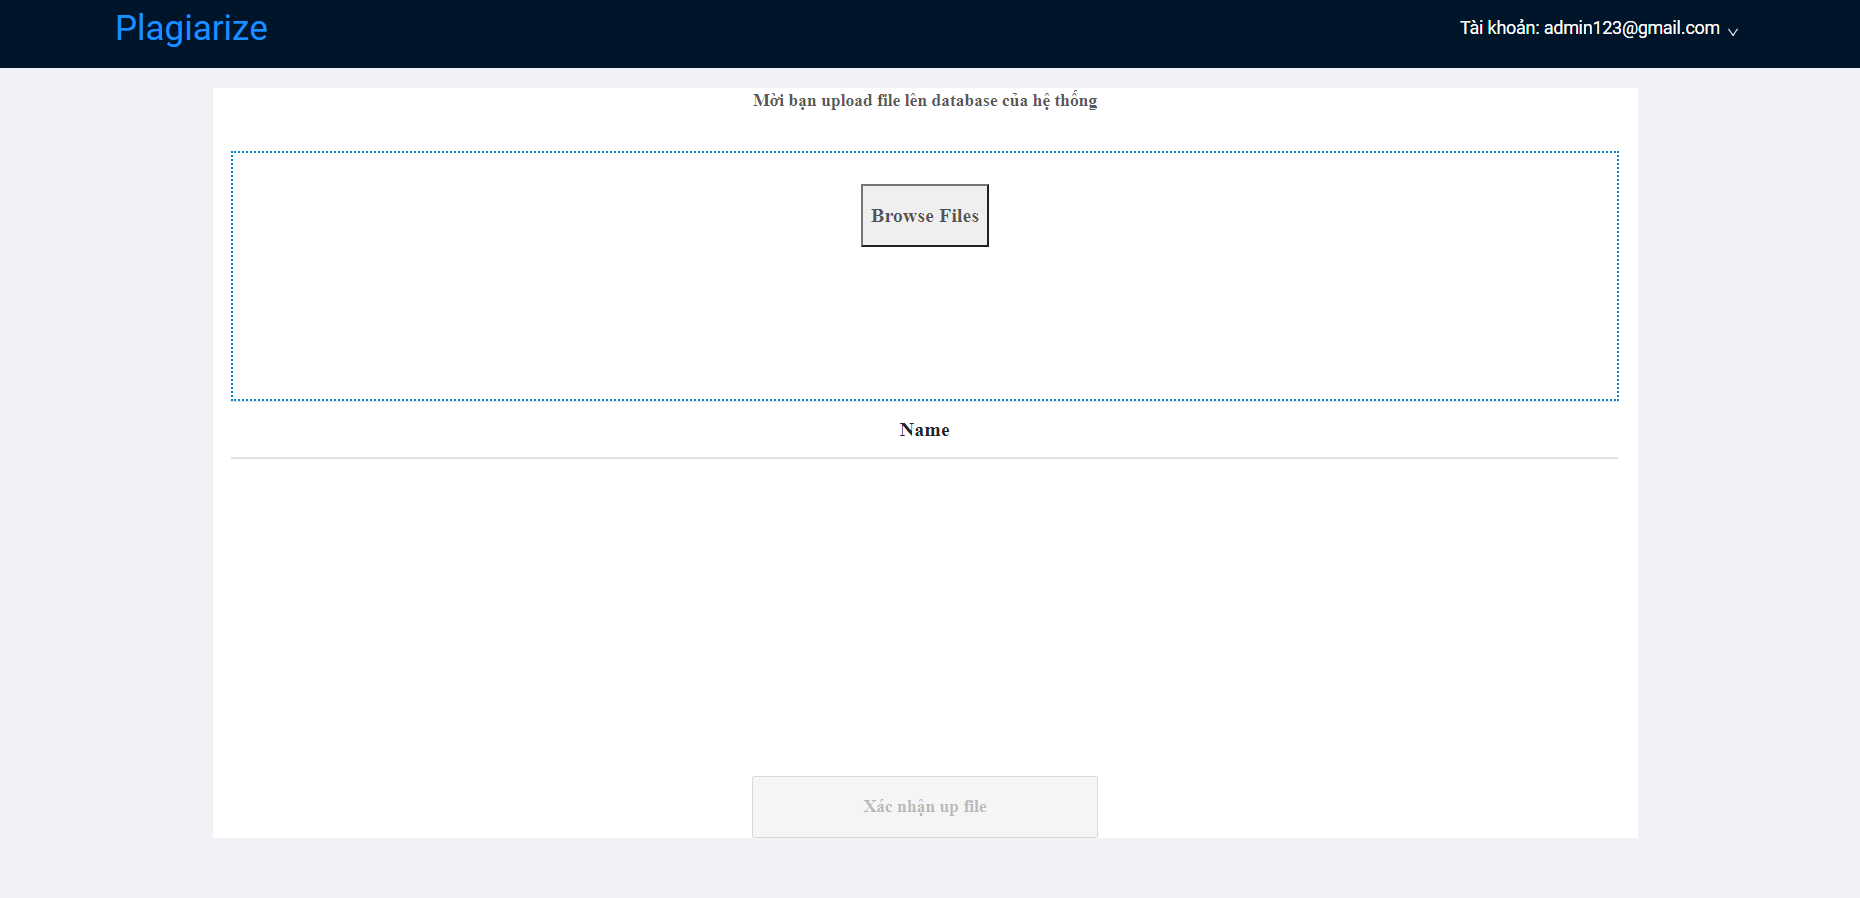 Plagiarize
Tài khoản: admin123@gmail.com
Mời bạn upload file lên database của hệ thống
Browse Files
Name
Xác nhận up file